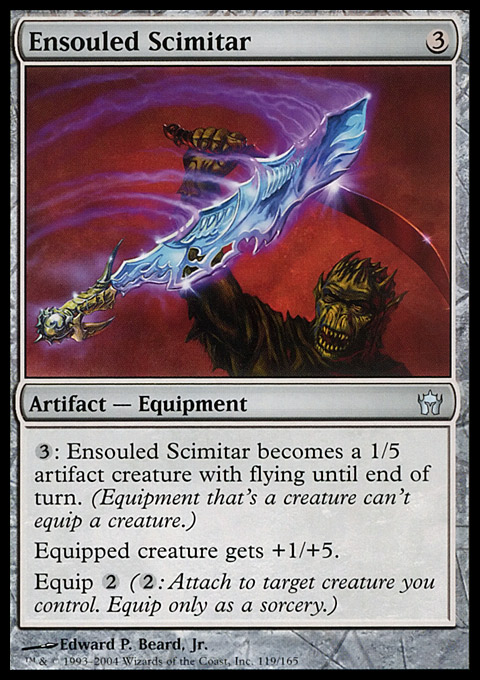 Ensouled Scimitar 3
Artifact — Equipment
3: Ensouled Scimitar becomes a 1/5
artifact creature with flying until end of
turn. (Equipment that's a creature can't
equip a creature.)
Equipped creature gets +1/+5.
Equip 2 (2: Attach to target creature you
control. Equip only as a sorcery.)
Edward P. Beard, Jr.
™ & © 1993–2004 Wizards of the Coast, Inc. 119/165